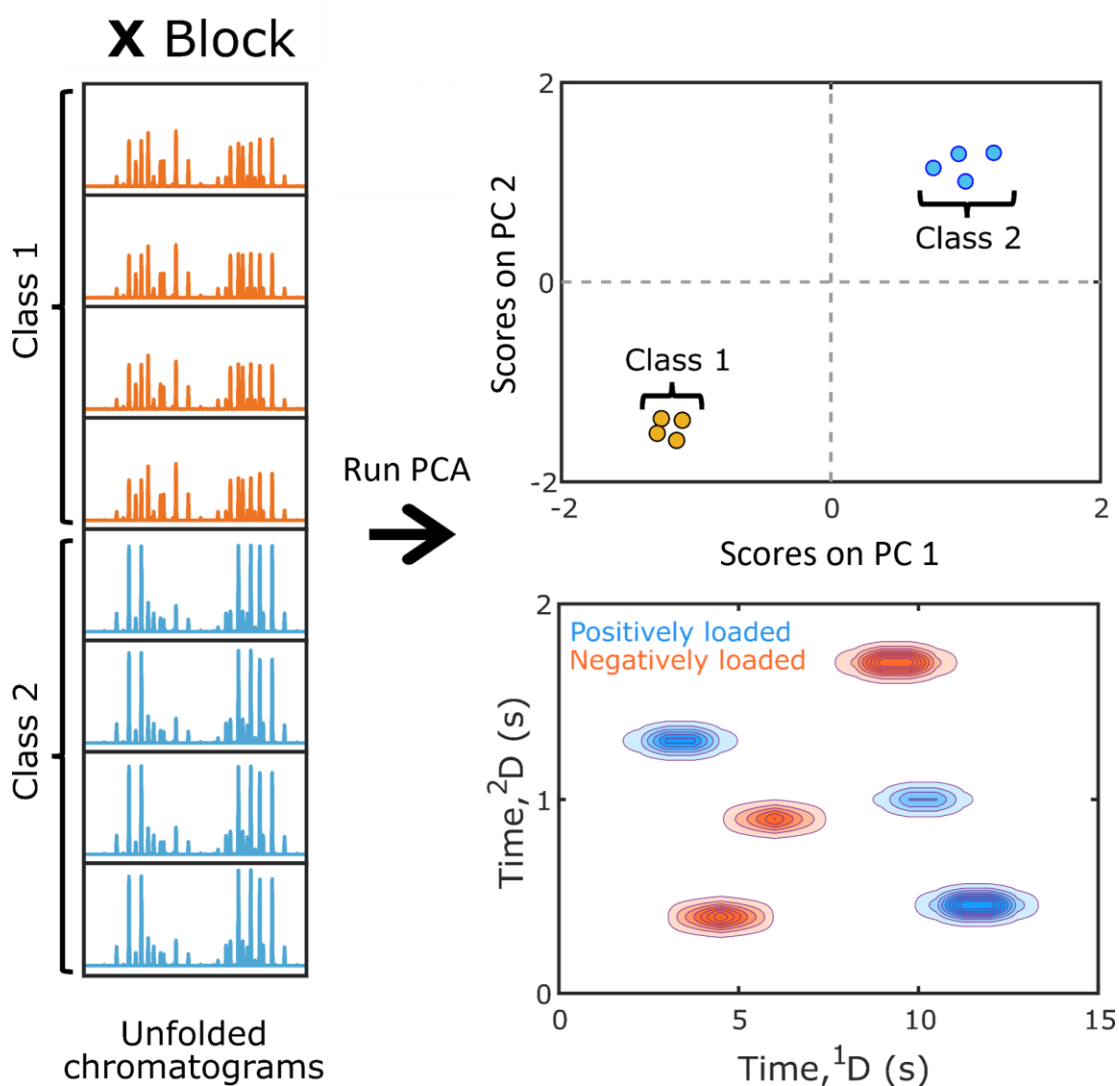 X Block
Class 1
Class 2
Unfolded
chromatograms
Run PCA
Scores on PC 2
2
0
-2
Class 2
Class 1
-2
0
2
Scores on PC 1
Time, ²D (s)
2
1
0
Positively loaded
Negatively loaded
0
5
10
15
Time, ¹D (s)